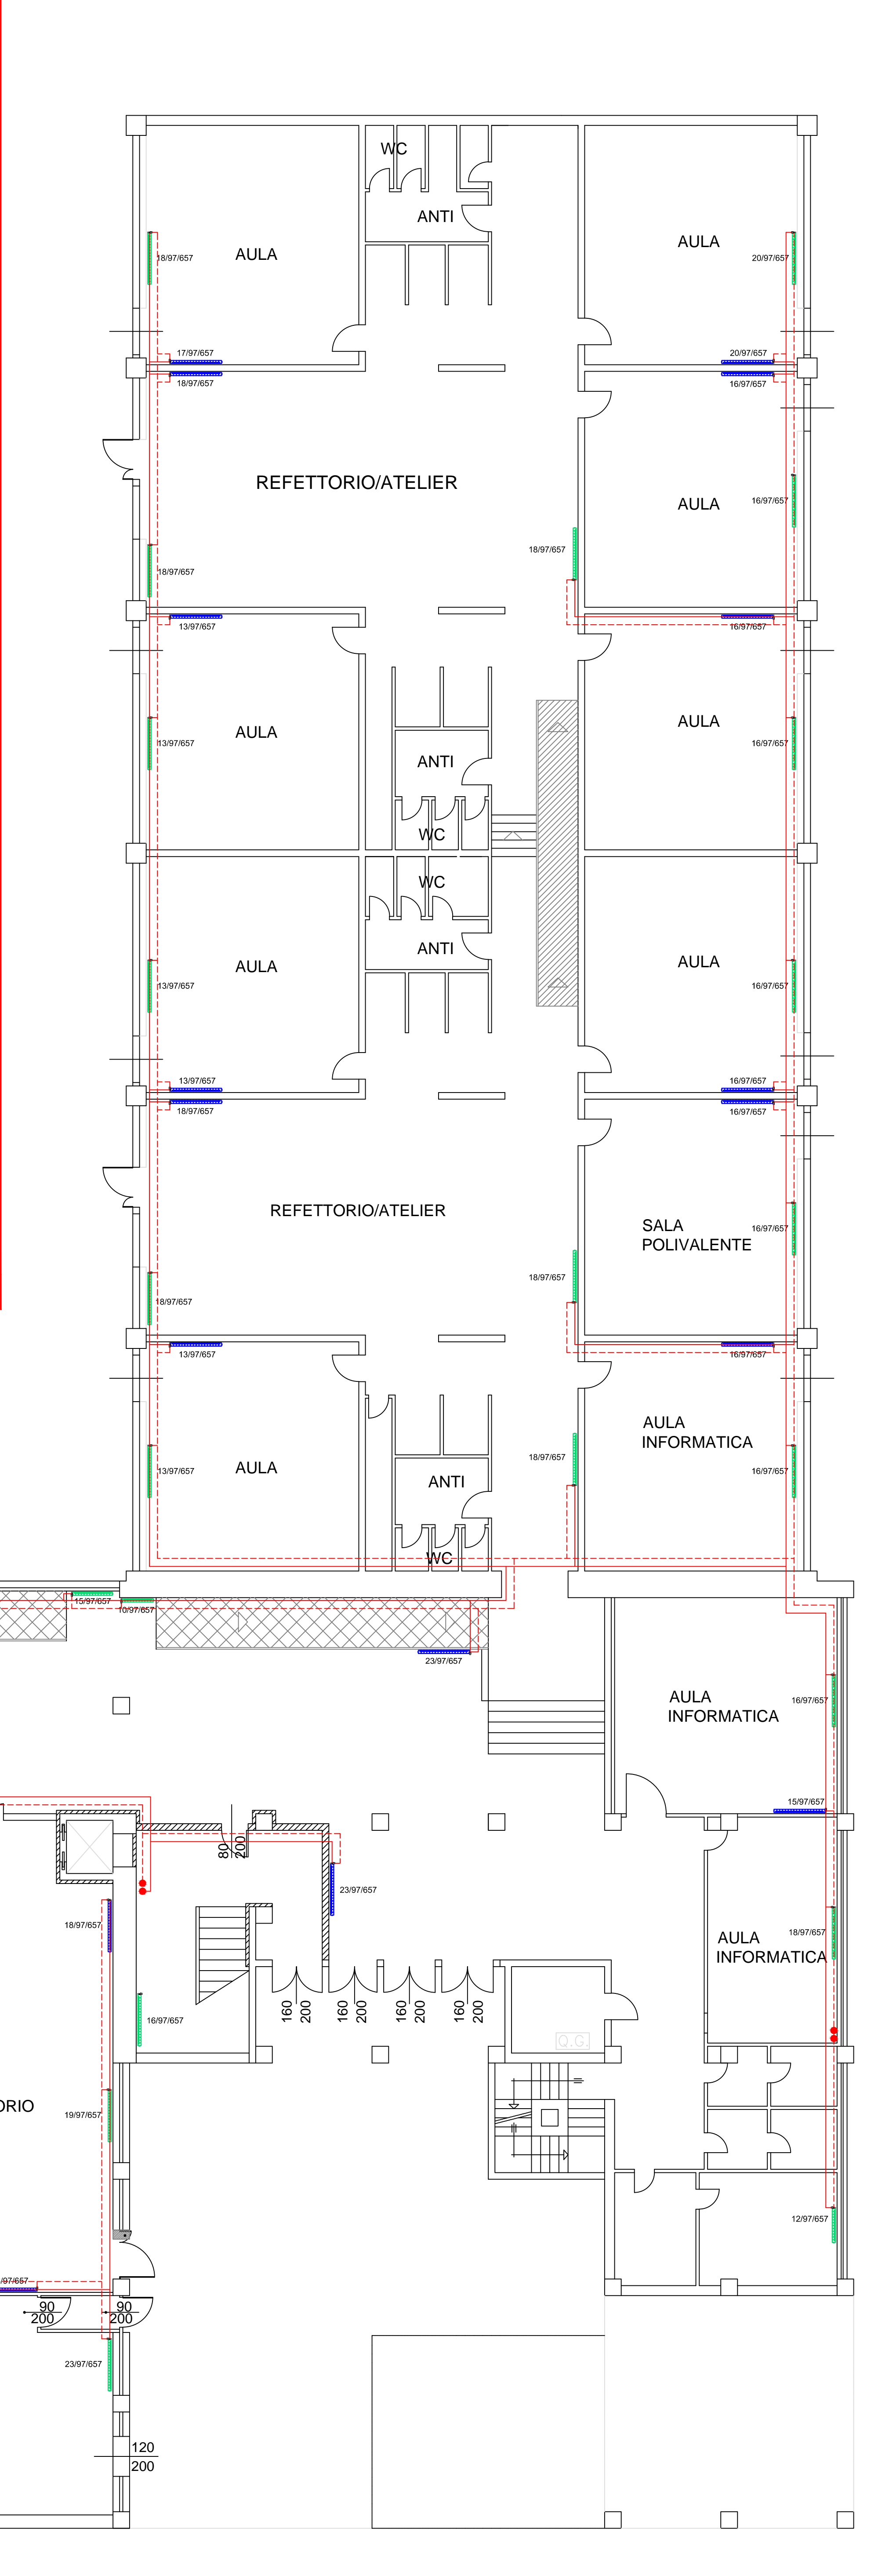 WC
ANTI
AULA
AULA
18/97/657
20/97/657
17/97/657
20/97/657
18/97/657
16/97/657
REFETTORIO/ATELIER
AULA
16/97/657
18/97/657
18/97/657
13/97/657
16/97/657
AULA
AULA
13/97/657
16/97/657
ANTI
WC
WC
ANTI
AULA
AULA
13/97/657
16/97/657
13/97/657
16/97/657
18/97/657
16/97/657
REFETTORIO/ATELIER
SALA
POLIVALENTE
16/97/657
18/97/657
18/97/657
13/97/657
16/97/657
AULA
INFORMATICA
18/97/657
AULA
13/97/657
16/97/657
ANTI
WC
15/97/657
10/97/657
23/97/657
AULA
INFORMATICA
16/97/657
15/97/657
80
200
23/97/657
18/97/657
AULA
INFORMATICA
18/97/657
16/97/657
160
200
160
200
160
200
160
200
Q.G.
ORIO
19/97/657
12/97/657
/97/657
90
200
90
200
23/97/657
120
200